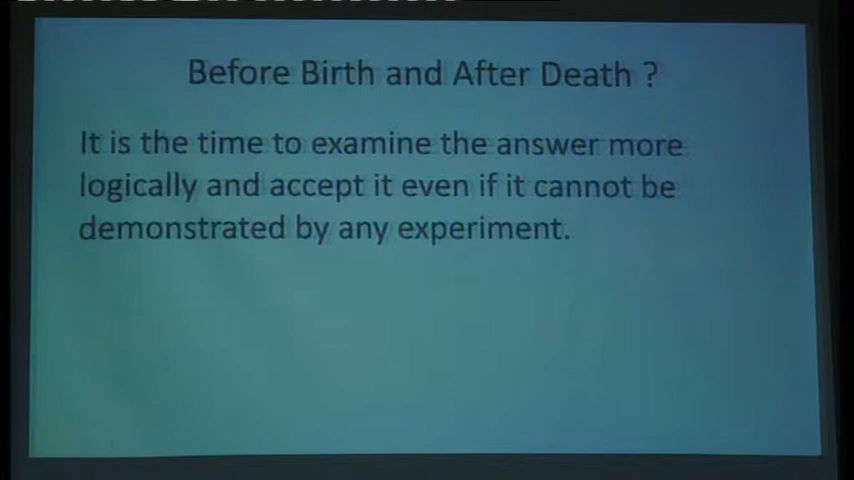 Before Birth and After Death ?
It is the time to examine the answer more
logically and accept it even if it cannot be
demonstrated by any experiment.